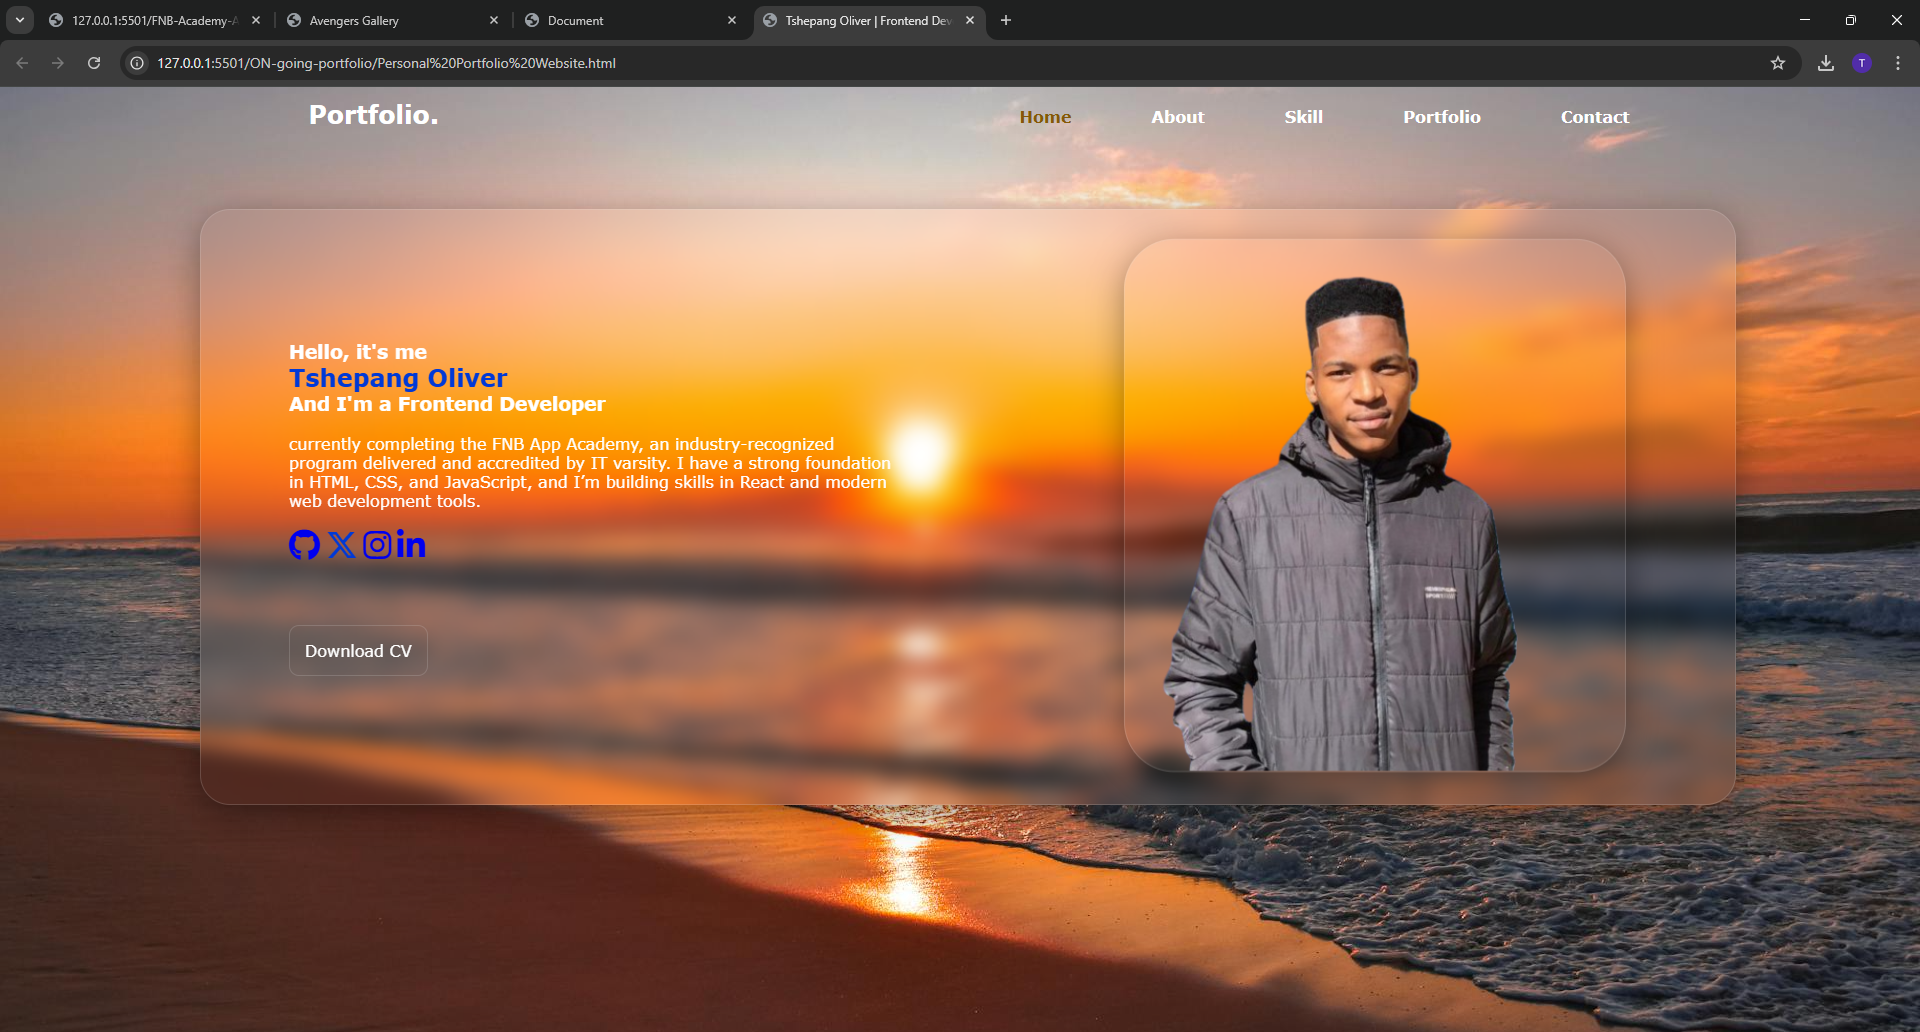 127.0.0.1:5501/FNB-Academy-A
Avengers Gallery
Document
Tshepang Oliver | Frontend Dev
127.0.0.1:5501/ON-going-portfolio/Personal%20Portfolio%20Website.html
T
Portfolio.
Home
About
Skill
Portfolio
Contact
Hello, it's me
Tshepang Oliver
And I'm a Frontend Developer
currently completing the FNB App Academy, an industry-recognized
program delivered and accredited by IT varsity. I have a strong foundation
in HTML, CSS, and JavaScript, and I’m building skills in React and modern
web development tools.
Download CV